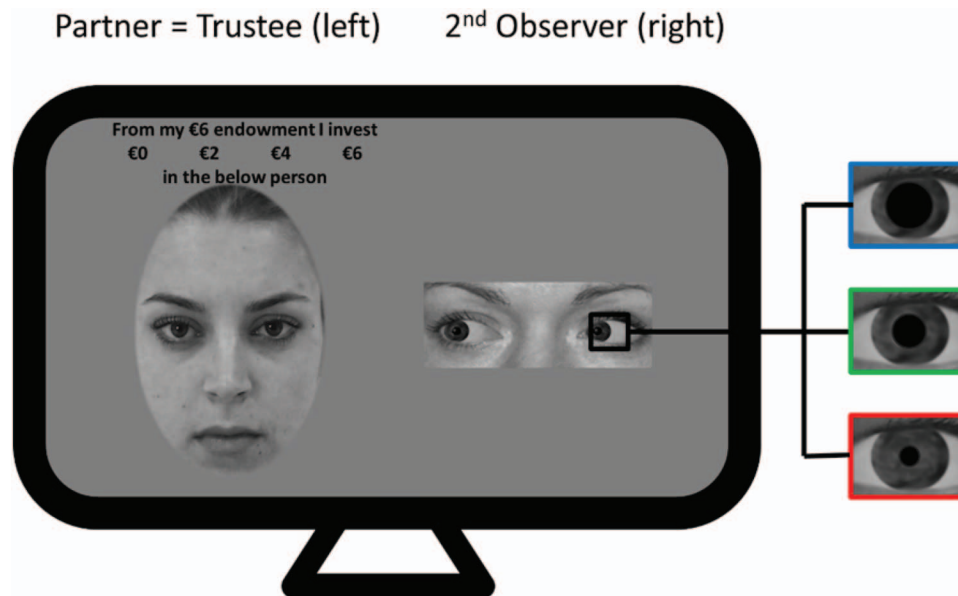 Partner = Trustee (left) 2nd Observer (right)
From my €6 endowment I invest
€0 €2 €4 €6
in the below person